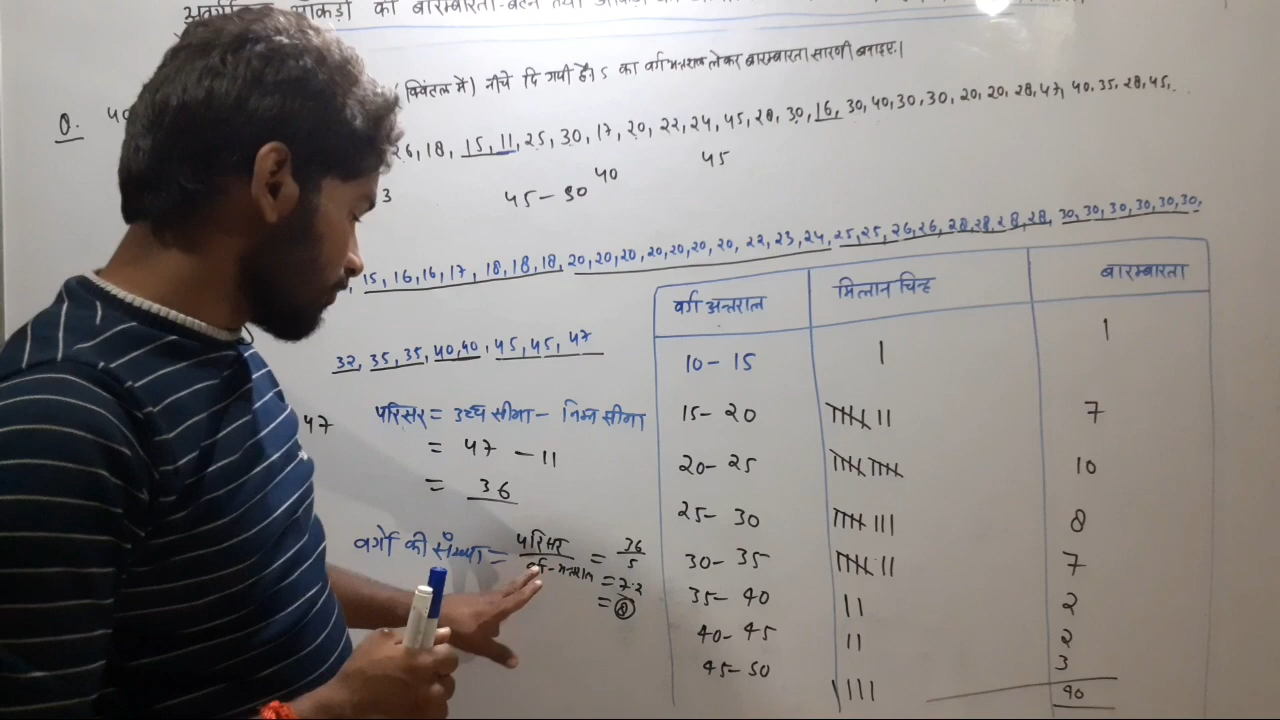 आँकड़ों का बारम्बारता-बंटन तथा
(क्विंतल में) नीचे दि गयी है। 5 का वर्ग अन्तराल लेकर बारम्बारता सारणी बनाइए।
Q. 40
26, 18, 15, 11, 25, 30, 17, 20, 22, 24, 45, 28, 30, 16, 30, 40, 30, 30, 20, 20, 28, 47, 40, 35, 28, 45,
3 45-50 40 45
15, 16, 16, 17, 18, 18, 18, 20, 20, 20, 20, 20, 20, 20, 22, 23, 24, 25, 25, 26, 26, 28, 28, 28, 28, 30, 30, 30, 30, 30, 30,
32, 35, 35, 40, 40, 45, 45, 47
47
परिसर = उच्च सीमा - निम्न सीमा
= 47 - 11
= 36
वर्गो की संख्या = परिसर / वर्ग-अन्तराल = 36/5
= 7.2
= 8
वर्ग अन्तराल मिलान चिन्ह बारम्बारता
10-15 | 1
15-20 |||| || 7
20-25 |||| |||| 10
25-30 |||| ||| 8
30-35 |||| || 7
35-40 || 2
40-45 || 2
45-50 |||| 3
40